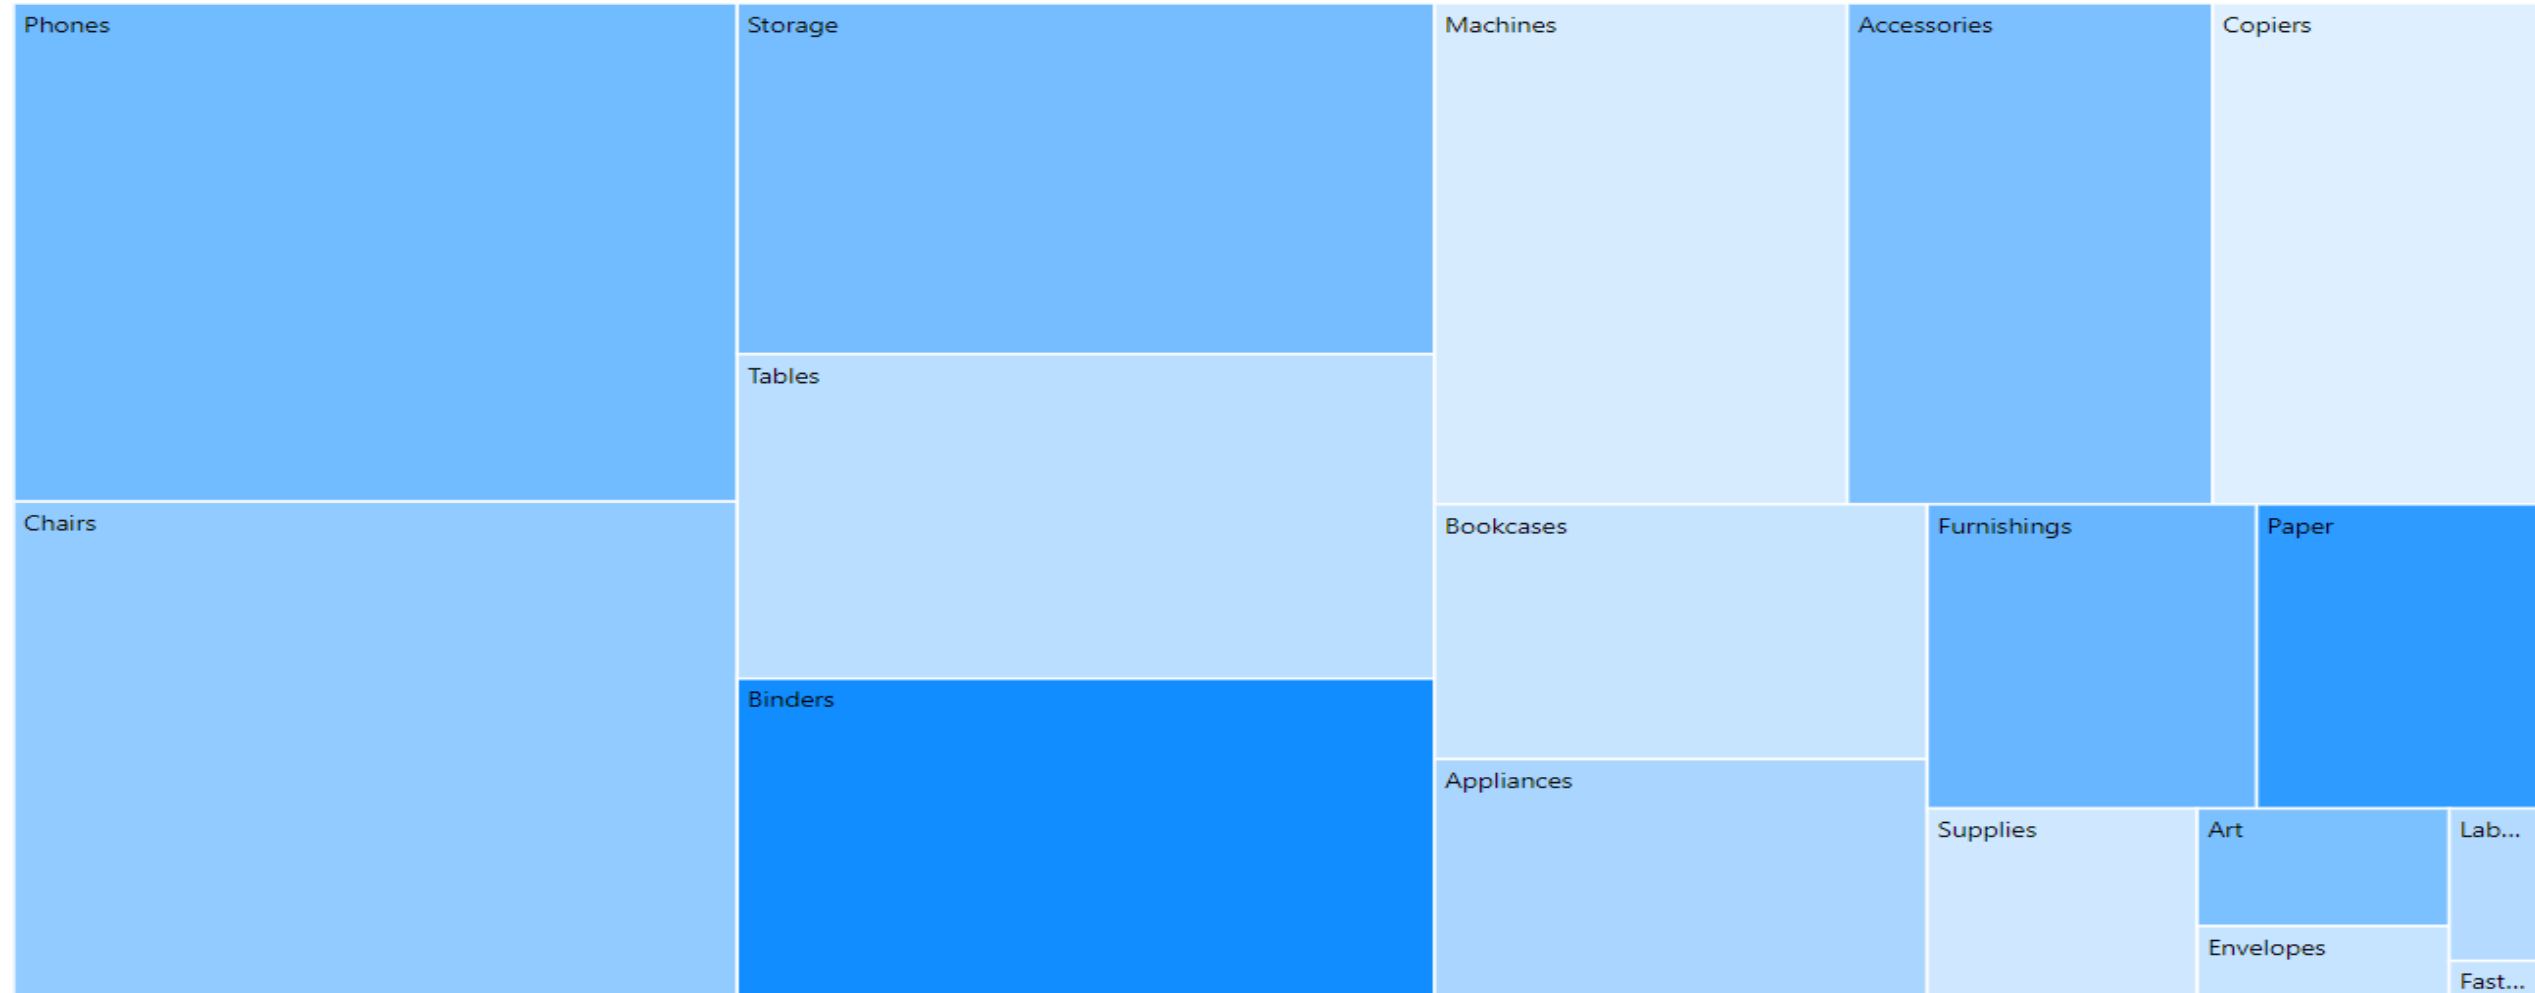 Phones
Storage
Machines
Accessories
Copiers
Tables
Chairs
Bookcases
Furnishings
Paper
Binders
Appliances
Supplies
Art
Lab...
Envelopes
Fast...